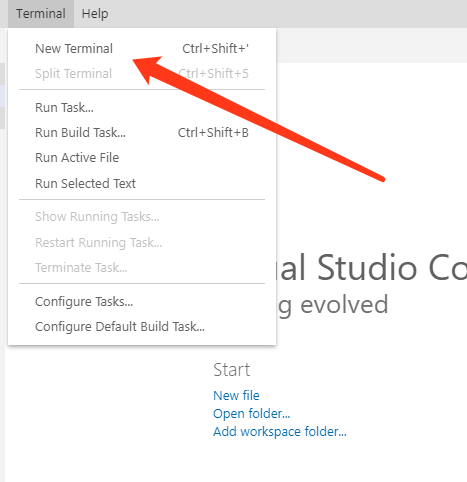 Terminal Help
New Terminal Ctrl+Shift+'
Split Terminal Ctrl+Shift+5
Run Task...
Run Build Task... Ctrl+Shift+B
Run Active File
Run Selected Text
Show Running Tasks...
Restart Running Task...
Terminate Task...
Configure Tasks...
Configure Default Build Task...
ual Studio Co
g evolved
Start
New file
Open folder...
Add workspace folder...